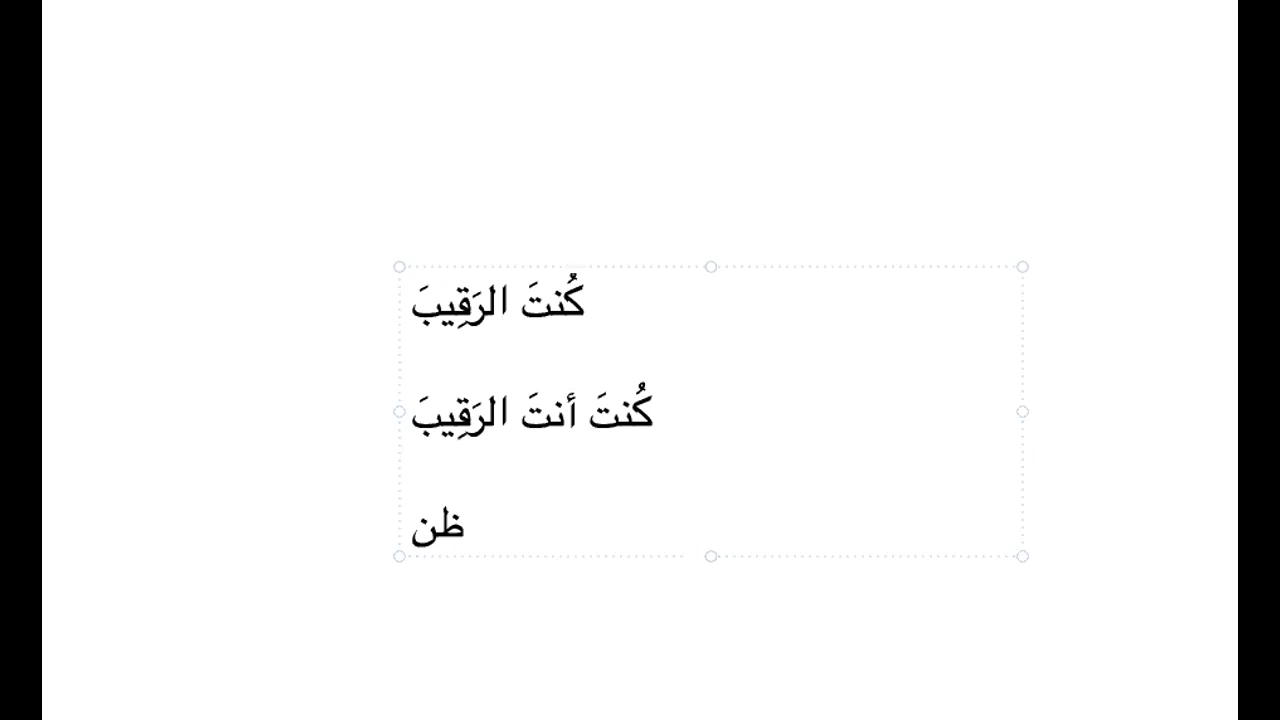 كُنتَ الرَقِيبَ
كُنتَ أنتَ الرَقِيبَ
ظن